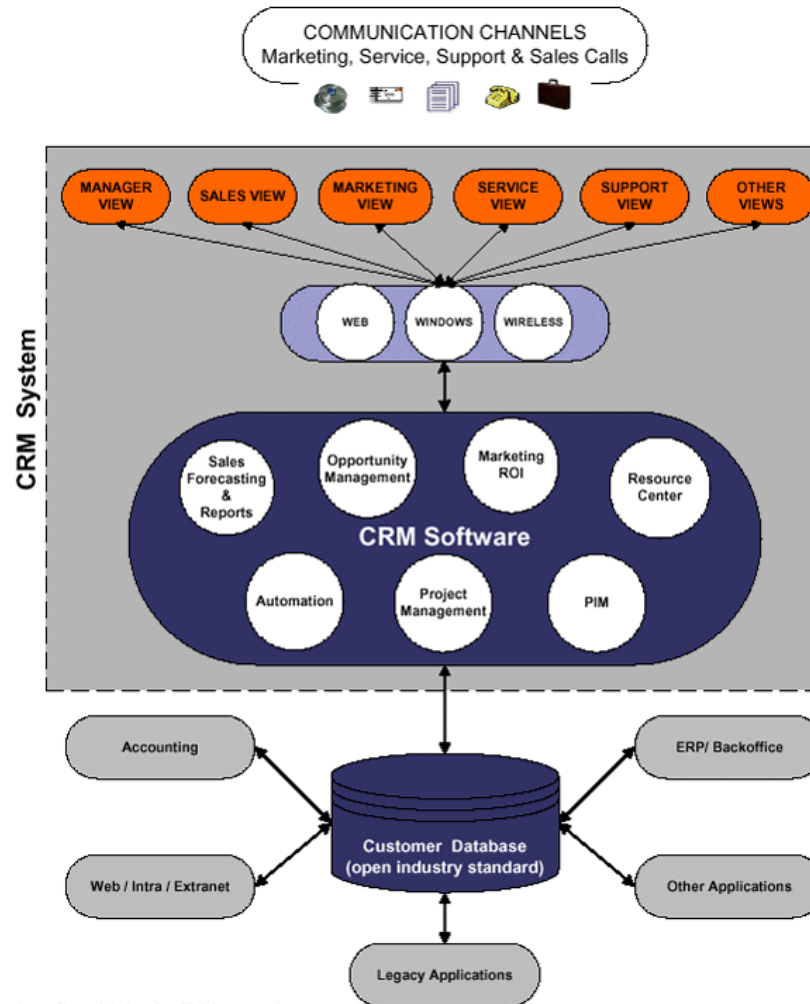 COMMUNICATION CHANNELS
Marketing, Service, Support & Sales Calls
MANAGER
VIEW
SALES VIEW
MARKETING
VIEW
SERVICE
VIEW
SUPPORT
VIEW
OTHER
VIEWS
WEB
WINDOWS
WIRELESS
CRM System
Sales
Forecasting
&
Reports
Opportunity
Management
Marketing
ROI
Resource
Center
CRM Software
Automation
Project
Management
PIM
Accounting
ERP/ Backoffice
Customer Database
(open industry standard)
Web / Intra / Extranet
Other Applications
Legacy Applications